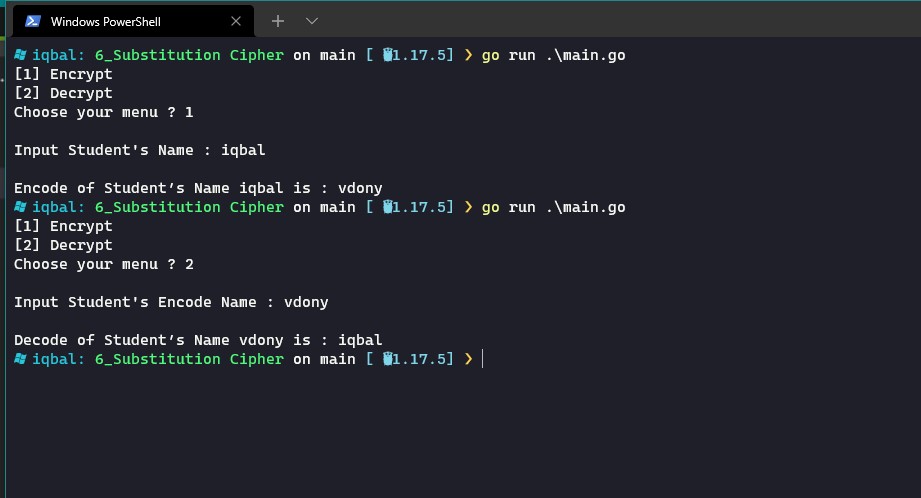 Windows PowerShell
iqbal: 6_Substitution Cipher on main [ 1.17.5] ❯ go run .\main.go
[1] Encrypt
[2] Decrypt
Choose your menu ? 1
Input Student's Name : iqbal
Encode of Student’s Name iqbal is : vdony
iqbal: 6_Substitution Cipher on main [ 1.17.5] ❯ go run .\main.go
[1] Encrypt
[2] Decrypt
Choose your menu ? 2
Input Student's Encode Name : vdony
Decode of Student’s Name vdony is : iqbal
iqbal: 6_Substitution Cipher on main [ 1.17.5] ❯